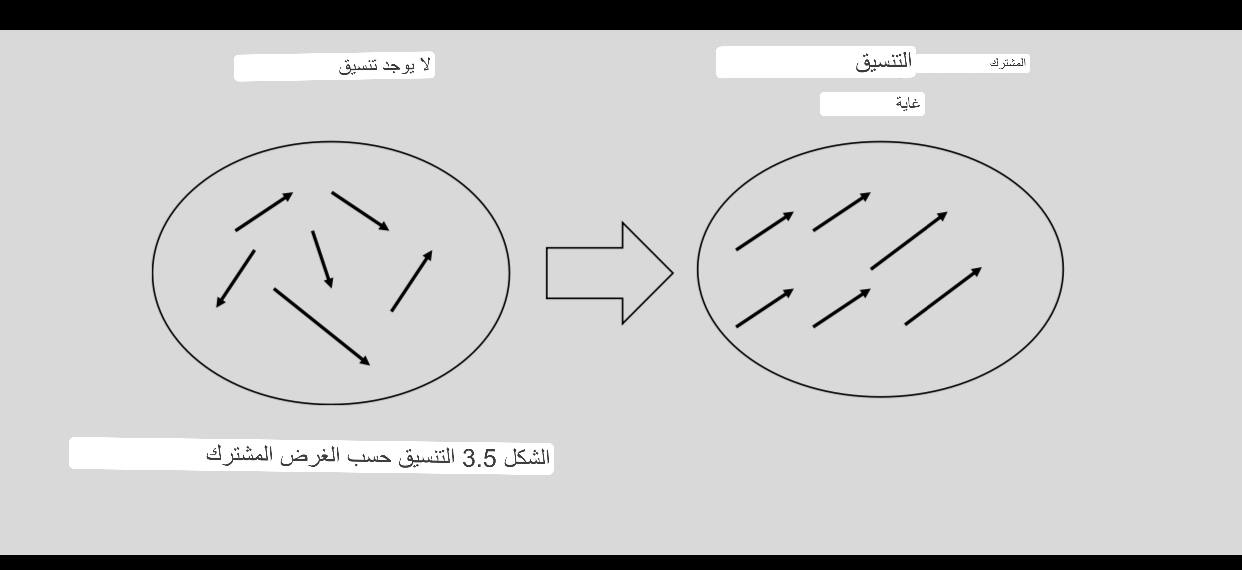 لا يوجد تنسيق
التنسيق
المشترك
غاية
الشكل 3.5 التنسيق حسب الغرض المشترك